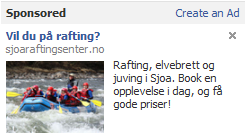 Sponsored Create an Ad
Vil du på rafting?
sjoaraftingsenter.no
Rafting, elvebrett og
juving i Sjoa. Book en
opplevelse i dag, og få
gode priser!